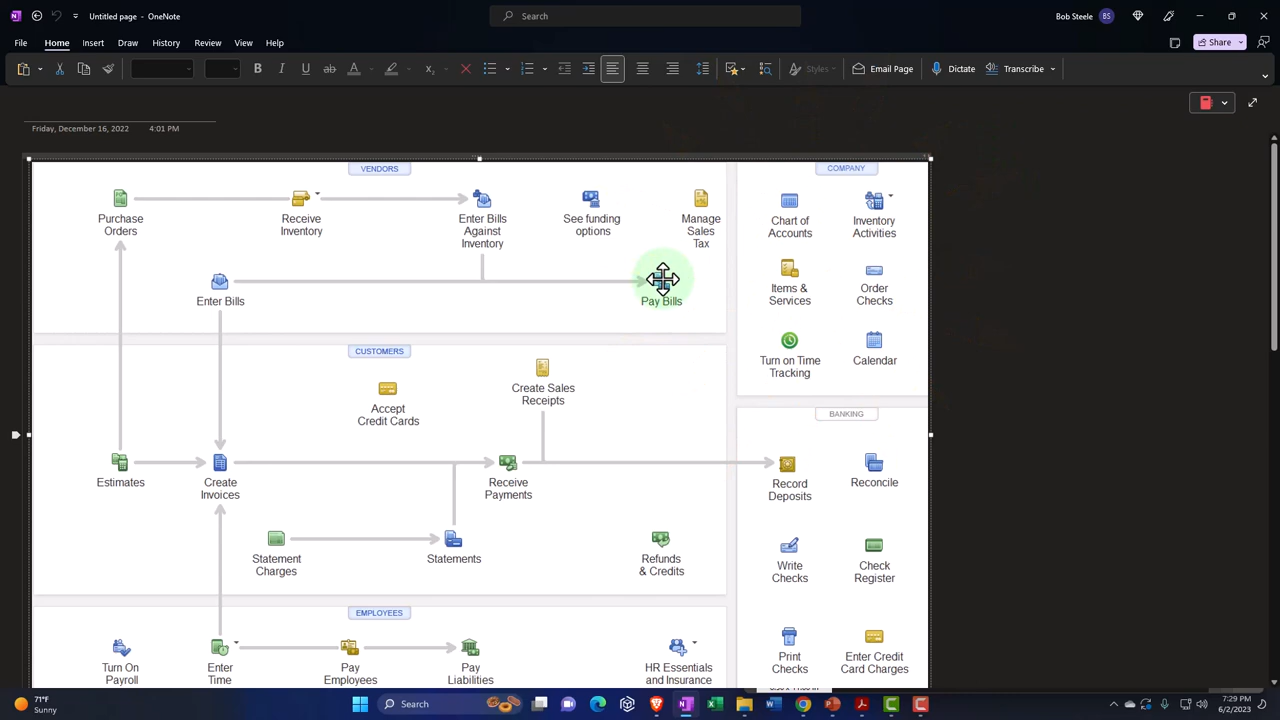 Untitled page - OneNote
Search
Bob Steele
BS
File
Home
Insert
Draw
History
Review
View
Help
Share
B
I
U
ab
A
Styles
Email Page
Dictate
Transcribe
Friday, December 16, 2022
4:01 PM
VENDORS
COMPANY
Purchase
Orders
Receive
Inventory
Enter Bills
Against
Inventory
See funding
options
Manage
Sales
Tax
Chart of
Accounts
Inventory
Activities
Enter Bills
Pay Bills
Items &
Services
Order
Checks
CUSTOMERS
Turn on Time
Tracking
Calendar
Accept
Credit Cards
Create Sales
Receipts
BANKING
Estimates
Create
Invoices
Receive
Payments
Record
Deposits
Reconcile
Statement
Charges
Statements
Refunds
& Credits
Write
Checks
Check
Register
EMPLOYEES
Turn On
Payroll
Enter
Time
Pay
Employees
Pay
Liabilities
HR Essentials
and Insurance
Print
Checks
Enter Credit
Card Charges
71°F
Sunny
Search
7:29 PM
6/2/2023